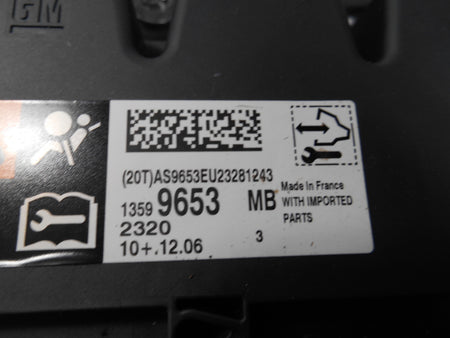 GM
(20T)AS9653EU23281243
1359 9653 MB
2320
10+.12.06 3
Made In France
WITH IMPORTED
PARTS